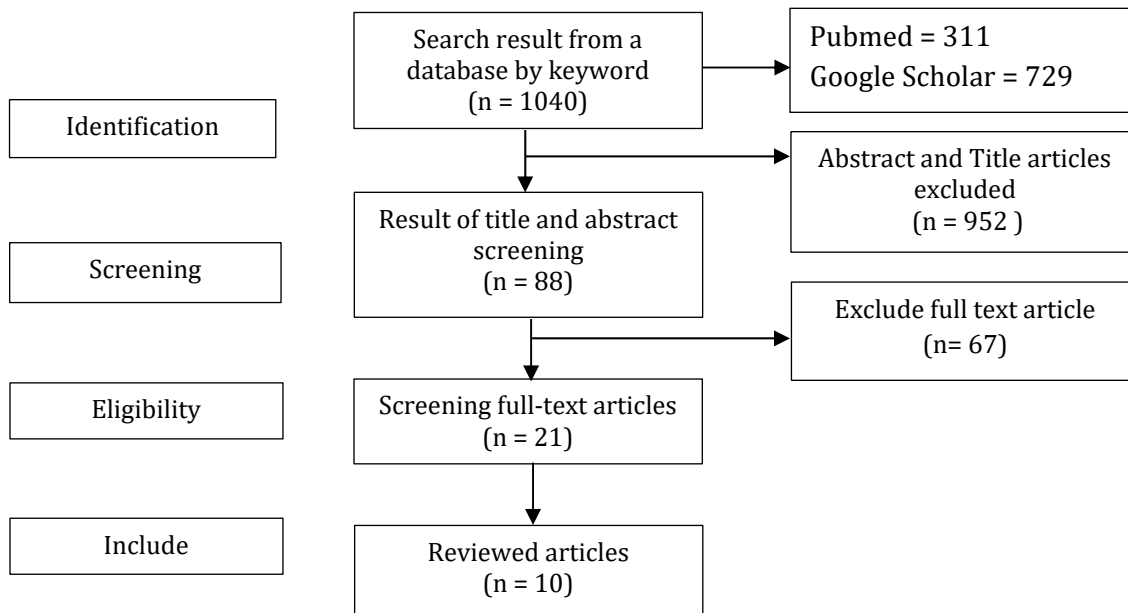 Search result from a
database by keyword
(n = 1040)
Pubmed = 311
Google Scholar = 729
Identification
Abstract and Title articles
excluded
(n = 952 )
Result of title and abstract
screening
(n = 88)
Screening
Exclude full text article
(n= 67)
Eligibility
Screening full-text articles
(n = 21)
Include
Reviewed articles
(n = 10)